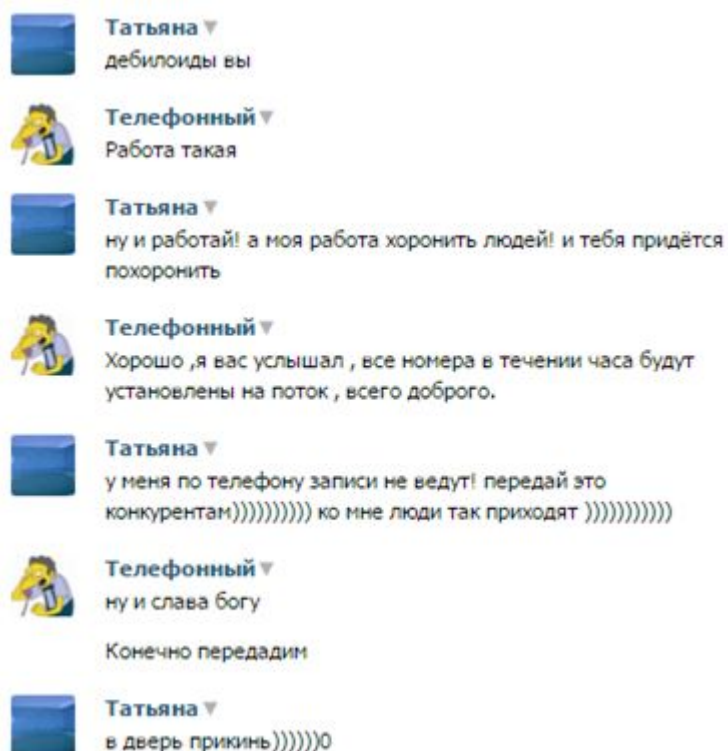 Татьяна
дебилоиды вы
Телефонный
Работа такая
Татьяна
ну и работай! а моя работа хоронить людей! и тебя придётся
похоронить
Телефонный
Хорошо ,я вас услышал , все номера в течении часа будут
установлены на поток , всего доброго.
Татьяна
у меня по телефону записи не ведут! передай это
конкурентам)))))))))) ко мне люди так приходят )))))))))))
Телефонный
ну и слава богу
Конечно передадим
Татьяна
в дверь прикинь))))))0